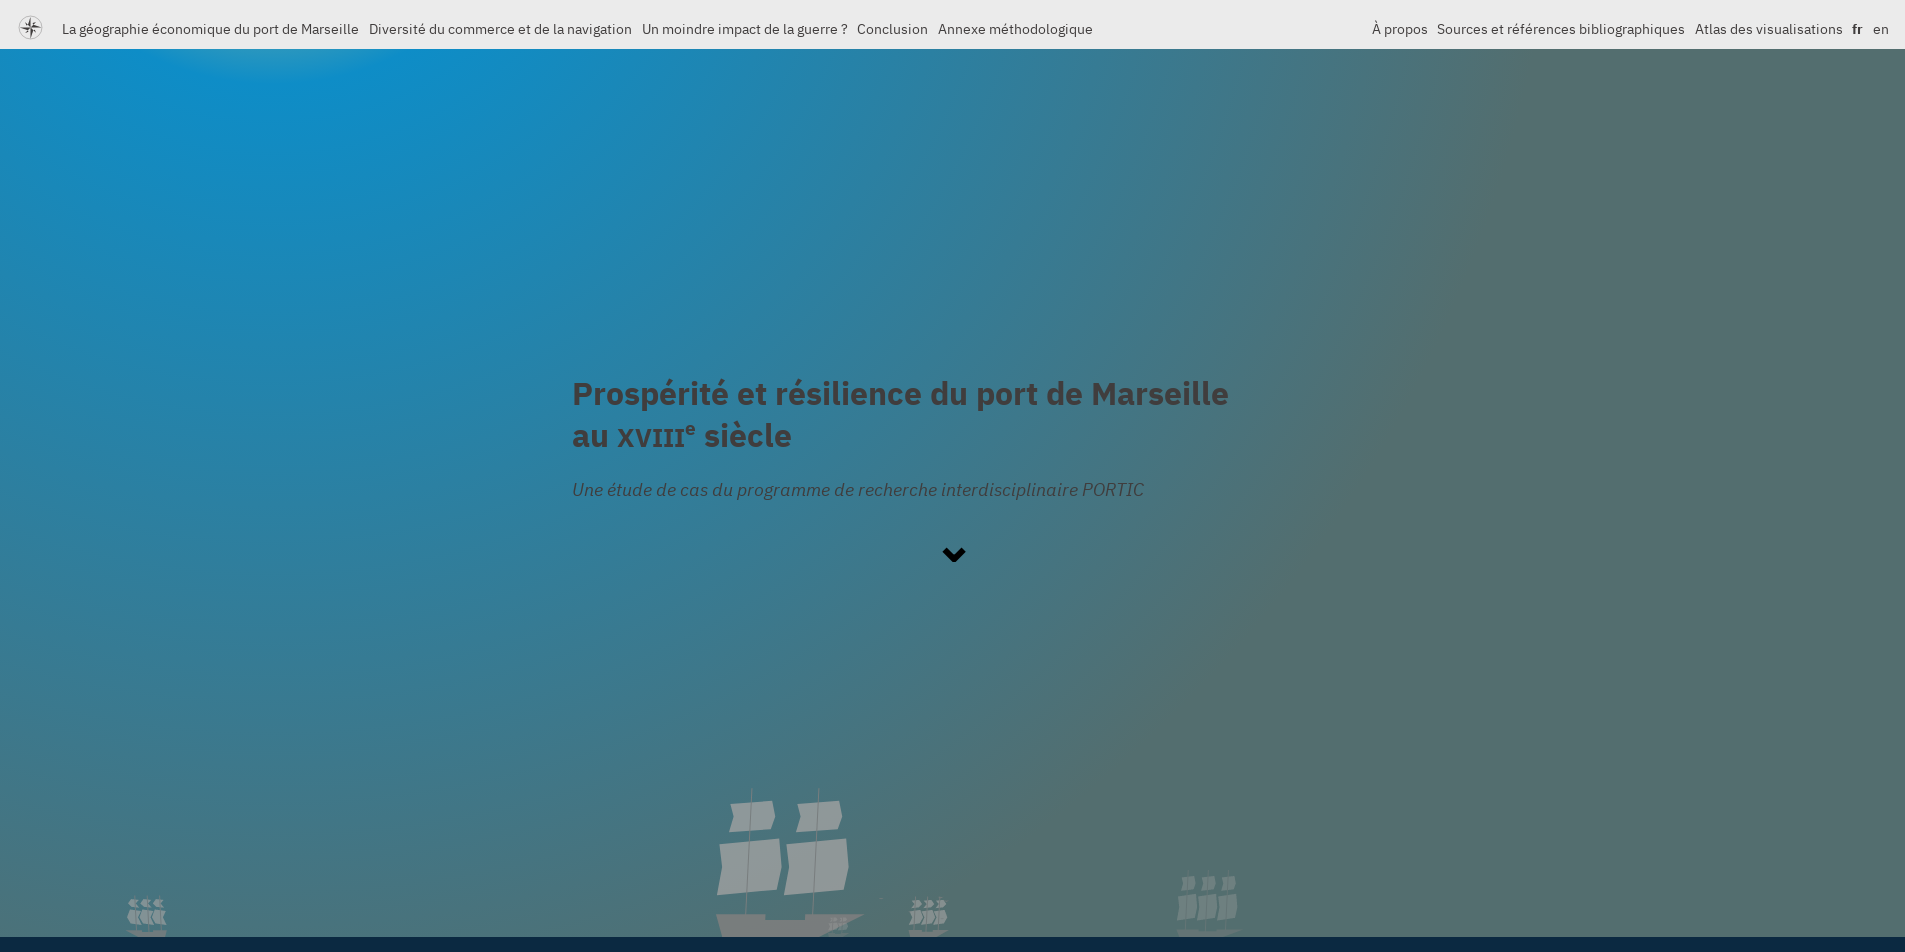 La géographie économique du port de Marseille Diversité du commerce et de la navigation Un moindre impact de la guerre ? Conclusion Annexe méthodologique À propos Sources et références bibliographiques Atlas des visualisations fr en
Prospérité et résilience du port de Marseille
au XVIIIe siècle
Une étude de cas du programme de recherche interdisciplinaire PORTIC